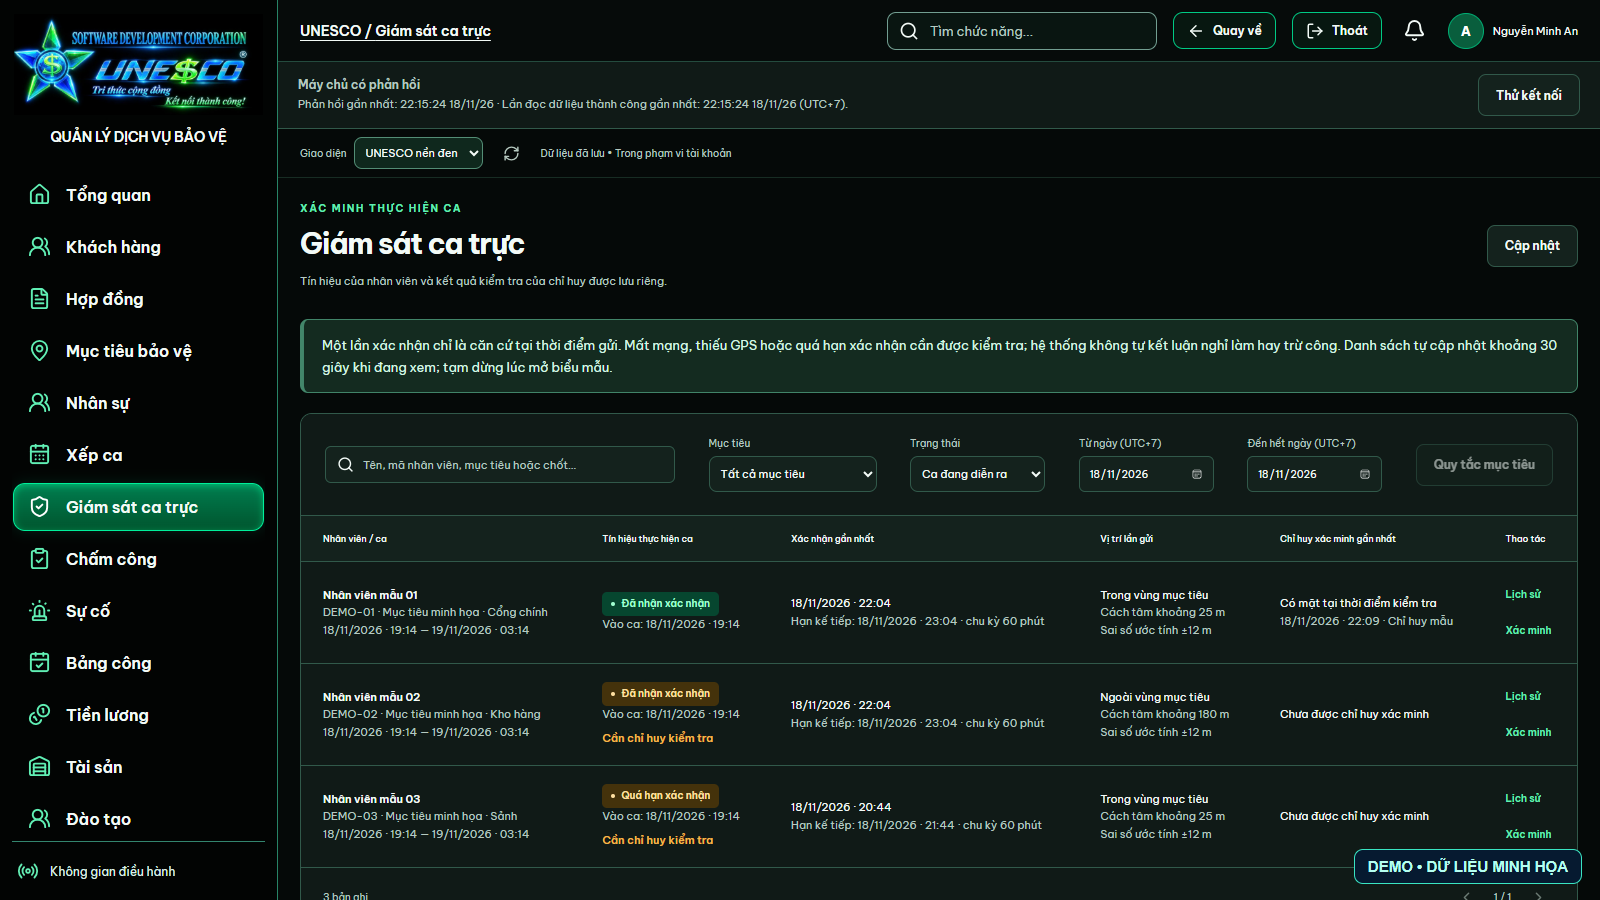 SOFTWARE DEVELOPMENT CORPORATION
UNE$CO®
Tri thức cộng đồng
Kết nối thành công!
QUẢN LÝ DỊCH VỤ BẢO VỆ
Tổng quan
Khách hàng
Hợp đồng
Mục tiêu bảo vệ
Nhân sự
Xếp ca
Giám sát ca trực
Chấm công
Sự cố
Bảng công
Tiền lương
Tài sản
Đào tạo
Không gian điều hành
UNESCO / Giám sát ca trực
Tìm chức năng...
Quay về
Thoát
A
Nguyễn Minh An
Máy chủ có phản hồi
Phản hồi gần nhất: 22:15:24 18/11/26 · Lần đọc dữ liệu thành công gần nhất: 22:15:24 18/11/26 (UTC+7).
Thử kết nối
Giao diện
UNESCO nền đen
Dữ liệu đã lưu • Trong phạm vi tài khoản
XÁC MINH THỰC HIỆN CA
Giám sát ca trực
Tín hiệu của nhân viên và kết quả kiểm tra của chỉ huy được lưu riêng.
Cập nhật
Một lần xác nhận chỉ là căn cứ tại thời điểm gửi. Mất mạng, thiếu GPS hoặc quá hạn xác nhận cần được kiểm tra; hệ thống không tự kết luận nghỉ làm hay trừ công. Danh sách tự cập nhật khoảng 30
giây khi đang xem; tạm dừng lúc mở biểu mẫu.
Tên, mã nhân viên, mục tiêu hoặc chốt...
Mục tiêu
Tất cả mục tiêu
Trạng thái
Ca đang diễn ra
Từ ngày (UTC+7)
18/11/2026
Đến hết ngày (UTC+7)
18/11/2026
Quy tắc mục tiêu
Nhân viên / ca
Tín hiệu thực hiện ca
Xác nhận gần nhất
Vị trí lần gửi
Chỉ huy xác minh gần nhất
Thao tác
Nhân viên mẫu 01
DEMO-01 · Mục tiêu minh họa · Cổng chính
18/11/2026 · 19:14 — 19/11/2026 · 03:14
• Đã nhận xác nhận
Vào ca: 18/11/2026 · 19:14
18/11/2026 · 22:04
Hạn kế tiếp: 18/11/2026 · 23:04 · chu kỳ 60 phút
Trong vùng mục tiêu
Cách tâm khoảng 25 m
Sai số ước tính ±12 m
Có mặt tại thời điểm kiểm tra
18/11/2026 · 22:09 · Chỉ huy mẫu
Lịch sử
Xác minh
Nhân viên mẫu 02
DEMO-02 · Mục tiêu minh họa · Kho hàng
18/11/2026 · 19:14 — 19/11/2026 · 03:14
• Đã nhận xác nhận
Vào ca: 18/11/2026 · 19:14
Cần chỉ huy kiểm tra
18/11/2026 · 22:04
Hạn kế tiếp: 18/11/2026 · 23:04 · chu kỳ 60 phút
Ngoài vùng mục tiêu
Cách tâm khoảng 180 m
Sai số ước tính ±12 m
Chưa được chỉ huy xác minh
Lịch sử
Xác minh
Nhân viên mẫu 03
DEMO-03 · Mục tiêu minh họa · Sảnh
18/11/2026 · 19:14 — 19/11/2026 · 03:14
• Quá hạn xác nhận
Vào ca: 18/11/2026 · 19:14
Cần chỉ huy kiểm tra
18/11/2026 · 20:44
Hạn kế tiếp: 18/11/2026 · 21:44 · chu kỳ 60 phút
Trong vùng mục tiêu
Cách tâm khoảng 25 m
Sai số ước tính ±12 m
Chưa được chỉ huy xác minh
Lịch sử
Xác minh
DEMO • DỮ LIỆU MINH HỌA
3 bản ghi
1/1